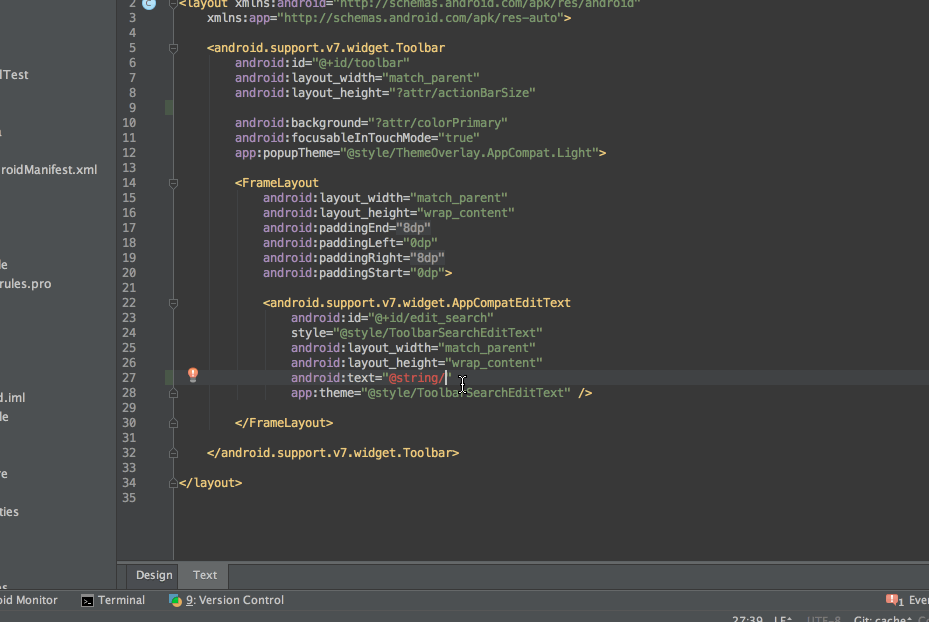 2 <layout xmlns:android="http://schemas.android.com/apk/res/android"
3 xmlns:app="http://schemas.android.com/apk/res-auto">
4
5 <android.support.v7.widget.Toolbar
6 android:id="@+id/toolbar"
7 android:layout_width="match_parent"
8 android:layout_height="?attr/actionBarSize"
9
10 android:background="?attr/colorPrimary"
11 android:focusableInTouchMode="true"
12 app:popupTheme="@style/ThemeOverlay.AppCompat.Light">
13
14 <FrameLayout
15 android:layout_width="match_parent"
16 android:layout_height="wrap_content"
17 android:paddingEnd="8dp"
18 android:paddingLeft="0dp"
19 android:paddingRight="8dp"
20 android:paddingStart="0dp">
21
22 <android.support.v7.widget.AppCompatEditText
23 android:id="@+id/edit_search"
24 style="@style/ToolbarSearchEditText"
25 android:layout_width="match_parent"
26 android:layout_height="wrap_content"
27 android:text="@string/"
28 app:theme="@style/ToolbarSearchEditText" />
29
30 </FrameLayout>
31
32 </android.support.v7.widget.Toolbar>
33
34 </layout>
35
lTest
roidManifest.xml
le
rules.pro
d.iml
le
re
ties
Design Text
oid Monitor Terminal 9: Version Control 1 Eve
27:39 LF UTF-8 Git: cache